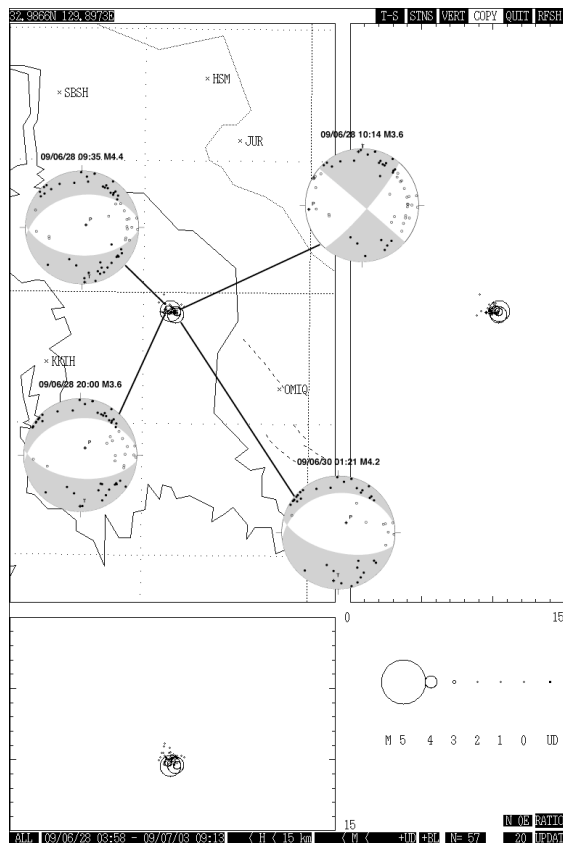 32.9866N 129.8973E
T-S STNS VERT COPY QUIT RFSH
×HSM
×SBSH
×JUR
09/06/28 10:14 M3.6
09/06/28 09:35 M4.4
T
P
P
T
×KKIH
×OMIQ
09/06/28 20:00 M3.6
09/06/30 01:21 M4.2
P
T
P
T
0
15
M 5 4 3 2 1 0 UD
15
N 0E RATIO
ALL 09/06/28 03:58 - 09/07/03 09:13 < H < 15 km < M < +UD +BL N= 57 20 UPDAT